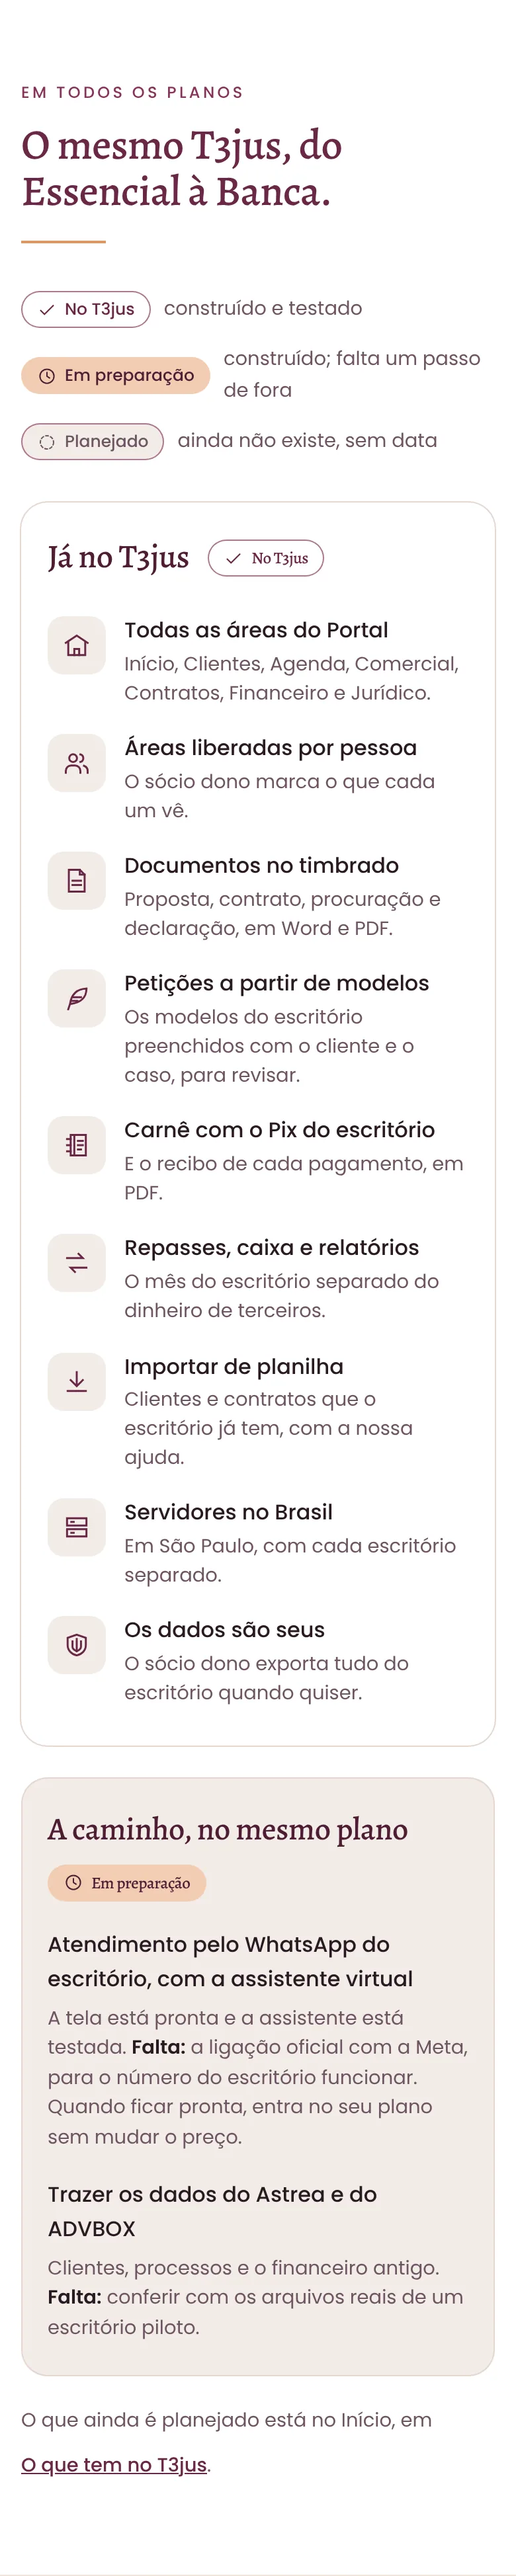 EM TODOS OS PLANOS
O mesmo T3jus, do
Essencial à Banca.
No T3jus construído e testado
Em preparação construído; falta um passo
de fora
Planejado ainda não existe, sem data
Já no T3jus No T3jus
Todas as áreas do Portal
Início, Clientes, Agenda, Comercial,
Contratos, Financeiro e Jurídico.
Áreas liberadas por pessoa
O sócio dono marca o que cada
um vê.
Documentos no timbrado
Proposta, contrato, procuração e
declaração, em Word e PDF.
Petições a partir de modelos
Os modelos do escritório
preenchidos com o cliente e o
caso, para revisar.
Carnê com o Pix do escritório
E o recibo de cada pagamento, em
PDF.
Repasses, caixa e relatórios
O mês do escritório separado do
dinheiro de terceiros.
Importar de planilha
Clientes e contratos que o
escritório já tem, com a nossa
ajuda.
Servidores no Brasil
Em São Paulo, com cada escritório
separado.
Os dados são seus
O sócio dono exporta tudo do
escritório quando quiser.
A caminho, no mesmo plano
Em preparação
Atendimento pelo WhatsApp do
escritório, com a assistente virtual
A tela está pronta e a assistente está
testada. Falta: a ligação oficial com a Meta,
para o número do escritório funcionar.
Quando ficar pronta, entra no seu plano
sem mudar o preço.
Trazer os dados do Astrea e do
ADVBOX
Clientes, processos e o financeiro antigo.
Falta: conferir com os arquivos reais de um
escritório piloto.
O que ainda é planejado está no Início, em
O que tem no T3jus.